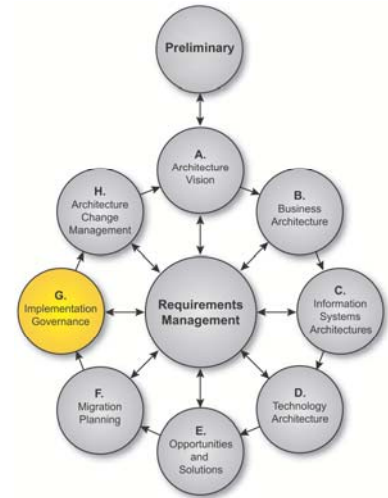 Preliminary
A.
Architecture
Vision
B.
Business
Architecture
C.
Information
Systems
Architectures
D.
Technology
Architecture
E.
Opportunities
and
Solutions
F.
Migration
Planning
G.
Implementation
Governance
H.
Architecture
Change
Management
Requirements
Management